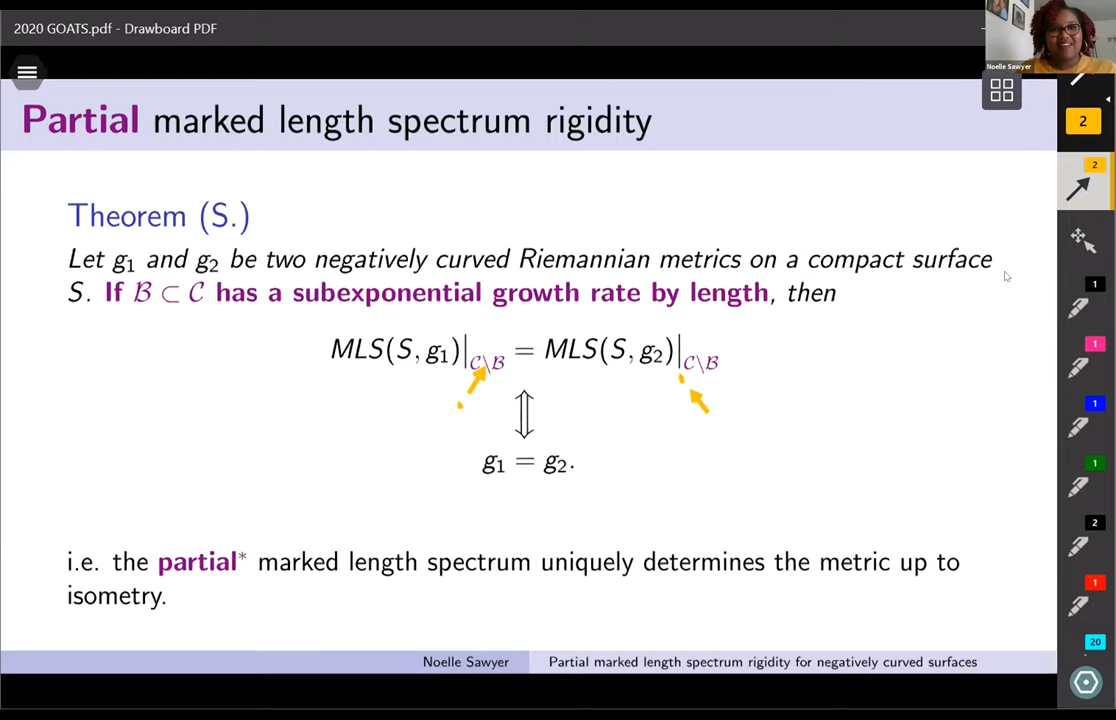 2020 GOATS.pdf - Drawboard PDF
Noelle Sawyer
Partial marked length spectrum rigidity
2
2
Theorem (S.)
Let g₁ and g₂ be two negatively curved Riemannian metrics on a compact surface
S. If ℬ ⊂ 𝒞 has a subexponential growth rate by length, then
1
MLS(S, g₁)|𝒞\ℬ = MLS(S, g₂)|𝒞\ℬ
1
⇕
1
g₁ = g₂.
1
2
i.e. the partial* marked length spectrum uniquely determines the metric up to
isometry.
1
20
Noelle Sawyer Partial marked length spectrum rigidity for negatively curved surfaces